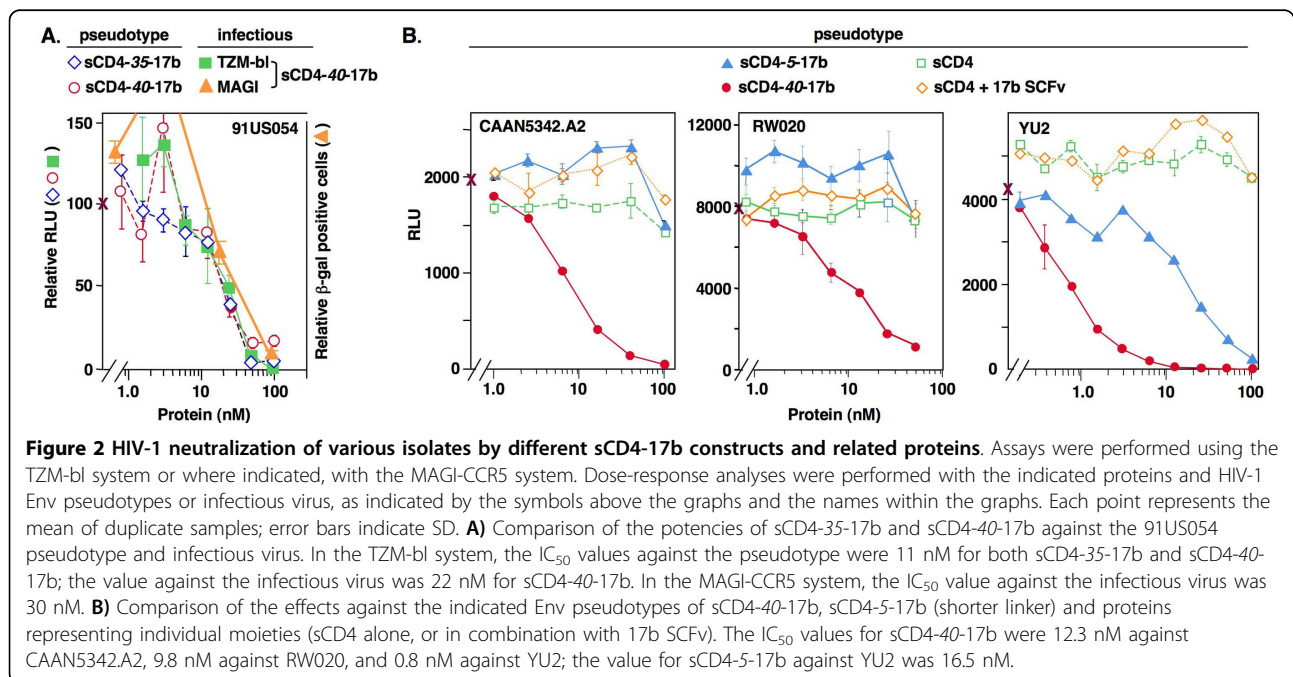 A.
pseudotype infectious
sCD4-35-17b TZM-bl
sCD4-40-17b
sCD4-40-17b MAGI
91US054
Relative RLU ( )
150
100
50
0
X
Relative β-gal positive cells ( )
1.0 10 100
Protein (nM)
B.
pseudotype
sCD4-5-17b sCD4
sCD4-40-17b sCD4 + 17b SCFv
CAAN5342.A2
RLU
2000
1000
0
X
1.0 10 100
RW020
12000
8000
4000
0
X
1.0 10 100
Protein (nM)
YU2
4000
2000
0
X
1.0 10 100
Figure 2 HIV-1 neutralization of various isolates by different sCD4-17b constructs and related proteins. Assays were performed using the
TZM-bl system or where indicated, with the MAGI-CCR5 system. Dose-response analyses were performed with the indicated proteins and HIV-1
Env pseudotypes or infectious virus, as indicated by the symbols above the graphs and the names within the graphs. Each point represents the
mean of duplicate samples; error bars indicate SD. A) Comparison of the potencies of sCD4-35-17b and sCD4-40-17b against the 91US054
pseudotype and infectious virus. In the TZM-bl system, the IC50 values against the pseudotype were 11 nM for both sCD4-35-17b and sCD4-40-
17b; the value against the infectious virus was 22 nM for sCD4-40-17b. In the MAGI-CCR5 system, the IC50 value against the infectious virus was
30 nM. B) Comparison of the effects against the indicated Env pseudotypes of sCD4-40-17b, sCD4-5-17b (shorter linker) and proteins
representing individual moieties (sCD4 alone, or in combination with 17b SCFv). The IC50 values for sCD4-40-17b were 12.3 nM against
CAAN5342.A2, 9.8 nM against RW020, and 0.8 nM against YU2; the value for sCD4-5-17b against YU2 was 16.5 nM.